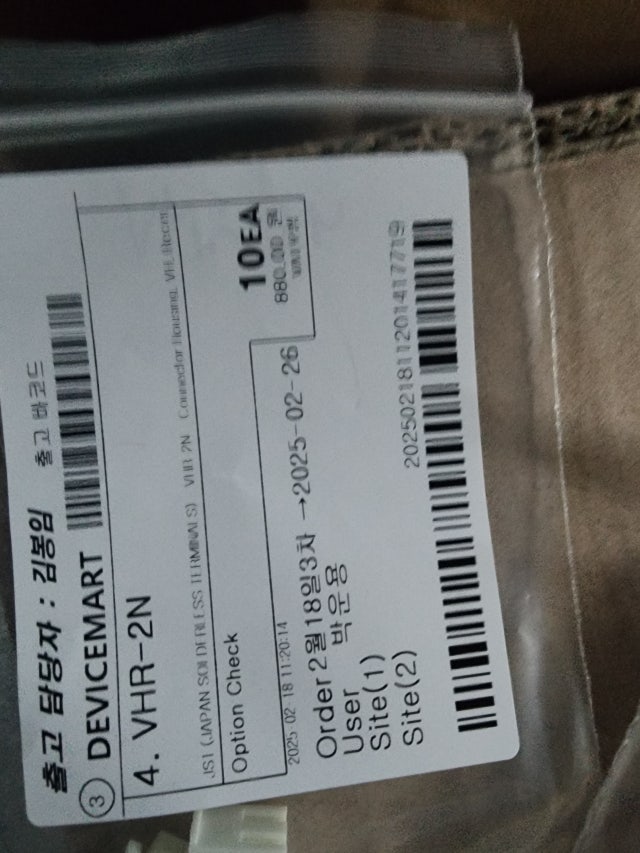 출고 담당자 : 김봉임 출고 바코드
③ DEVICEMART
4. VHR-2N
JST (JAPAN SOLDERLESS TERMINALS) VHR-2N Connector Housing, VH, Recept
Option Check
10EA
880.00 원
2025-02-18 11:20:14
Order 2월18일3차 →2025-02-26
User 박운용
Site(1)
Site(2)
20250218112014177719